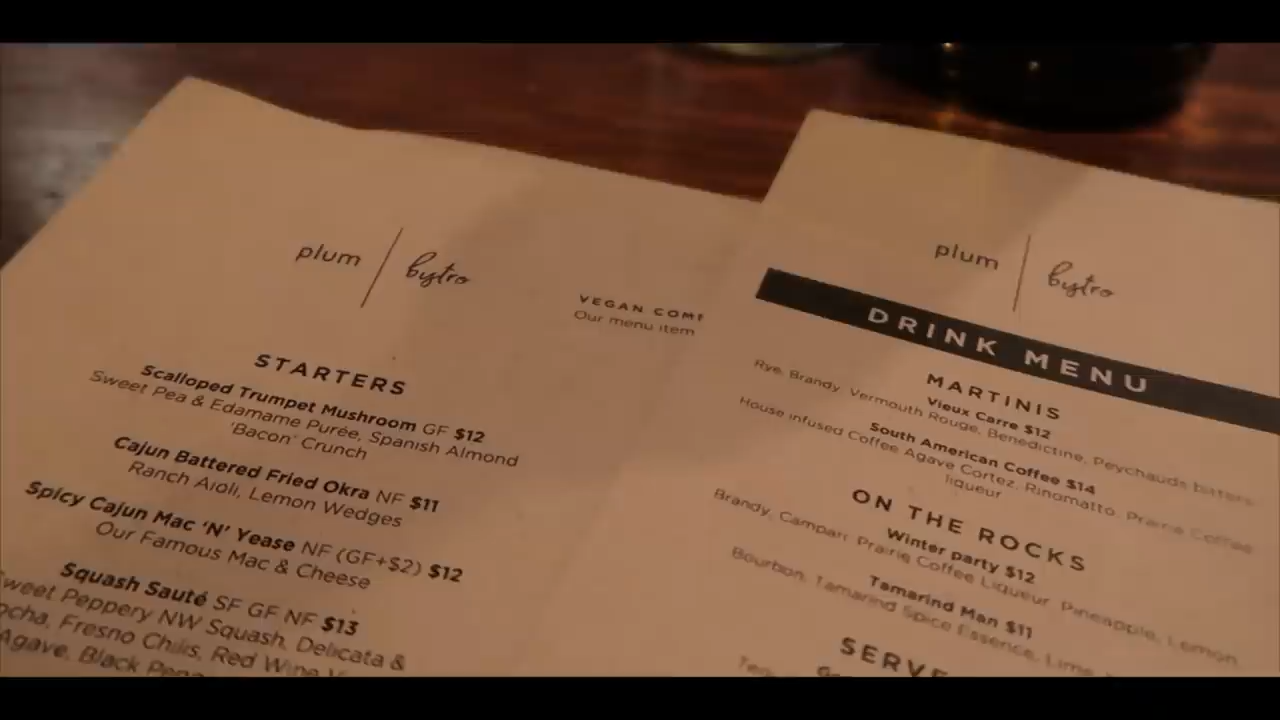 plum | bystro
VEGAN
Our menu item
STARTERS
Scalloped Trumpet Mushroom GF $12
Sweet Pea & Edamame Purée, Spanish Almond
'Bacon' Crunch
Cajun Battered Fried Okra NF $11
Ranch Aioli, Lemon Wedges
Spicy Cajun Mac 'N' Yease NF (GF+$2) $12
Our Famous Mac & Cheese
Squash Sauté SF GF NF $13
Sweet Peppery NW Squash, Delicata &
Fresno Chilis, Red Wine
Agave, Black
plum | bystro
DRINK MENU
MARTINIS
Vieux Carre $12
Rye, Brandy, Vermouth Rouge, Benedictine, Peychauds bitters
South American Coffee $14
House infused Coffee Agave Cortez, Rinomatto, Prairie Coffee
liqueur
ON THE ROCKS
Winter party $12
Brandy, Campari, Prairie Coffee Liqueur, Pineapple, Lemon
Tamarind Man $11
Bourbon, Tamarind Spice Essence, Lime,